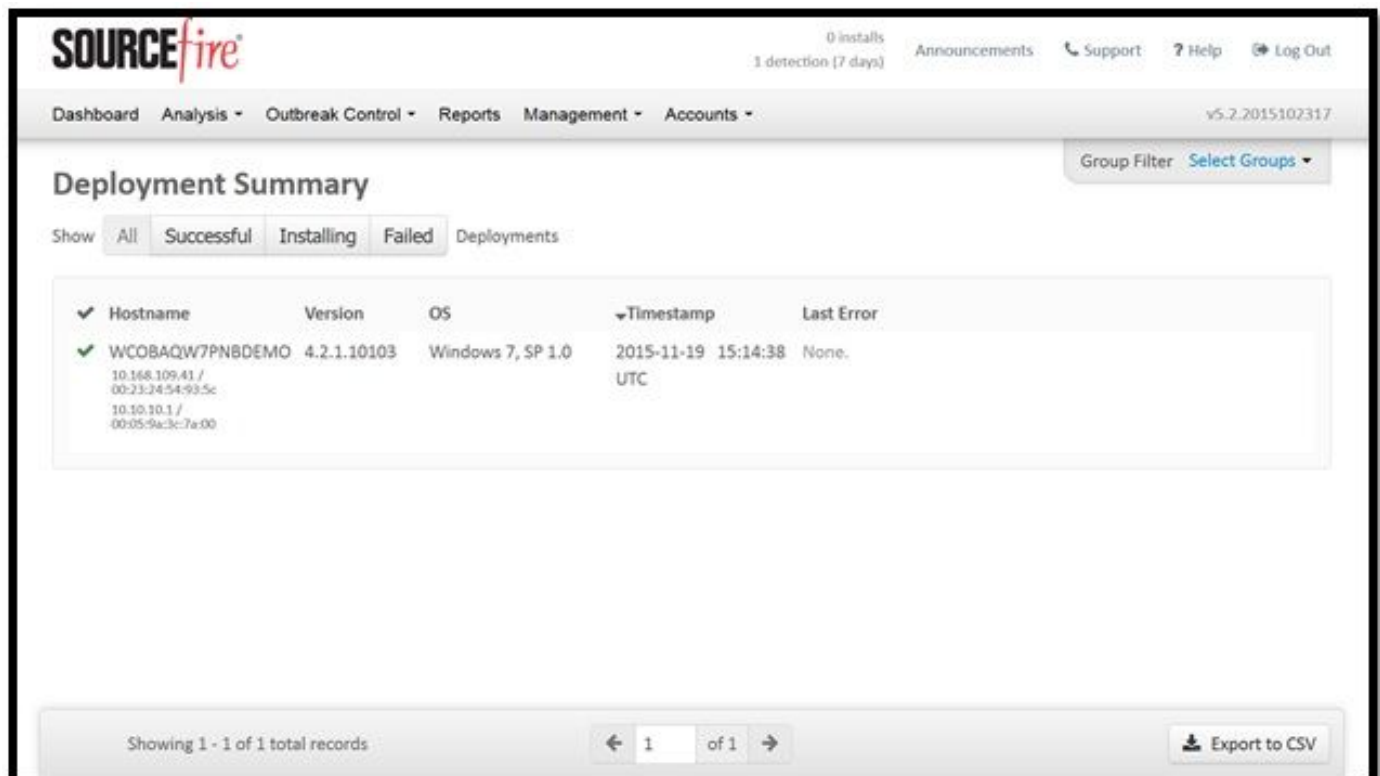 SOURCEfire®
0 installs
1 detection (7 days)
Announcements
Support
? Help
Log Out
Dashboard Analysis Outbreak Control Reports Management Accounts
v5.2.2015102317
Group Filter Select Groups
Deployment Summary
Show All Successful Installing Failed Deployments
Hostname Version OS Timestamp Last Error
WCOBAQW7PNBDEMO 4.2.1.10103 Windows 7, SP 1.0 2015-11-19 15:14:38 None.
UTC
10.168.109.41 /
00:23:24:54:93:5c
10.10.10.1 /
00:05:9a:3c:7a:00
Showing 1 - 1 of 1 total records
1 of 1
Export to CSV